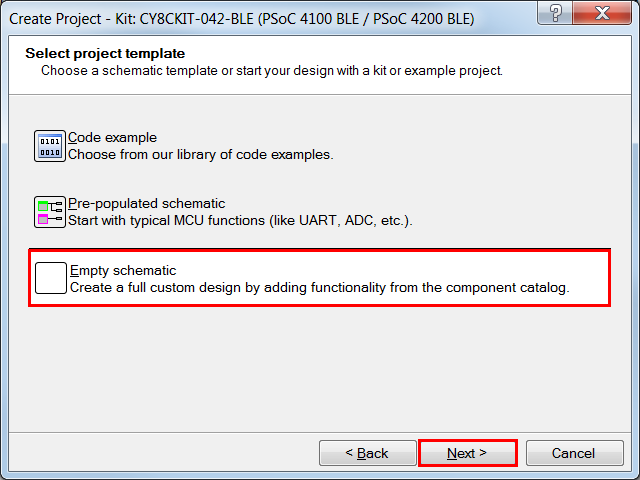 Create Project - Kit: CY8CKIT-042-BLE (PSoC 4100 BLE / PSoC 4200 BLE)
?
X
Select project template
Choose a schematic template or start your design with a kit or example project.
0101
0010
Code example
Choose from our library of code examples.
Pre-populated schematic
Start with typical MCU functions (like UART, ADC, etc.).
Empty schematic
Create a full custom design by adding functionality from the component catalog.
< Back
Next >
Cancel